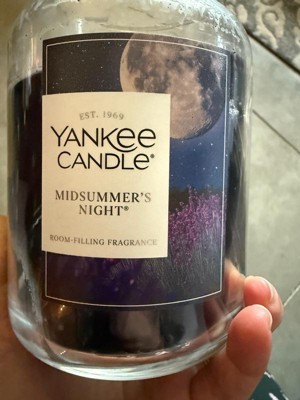 EST. 1969
YANKEE
CANDLE®
MIDSUMMER'S
NIGHT®
ROOM-FILLING FRAGRANCE